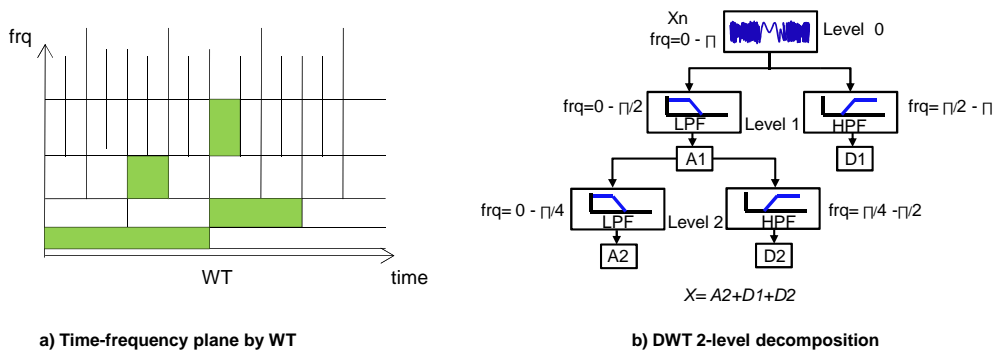 frq
WT
time
a) Time-frequency plane by WT
Xn
frq=0 - ∏
Level 0
frq=0 - ∏/2
LPF
Level 1
HPF
frq= ∏/2 - ∏
A1
D1
frq= 0 - ∏/4
LPF
Level 2
HPF
frq= ∏/4 -∏/2
A2
D2
X= A2+D1+D2
b) DWT 2-level decomposition